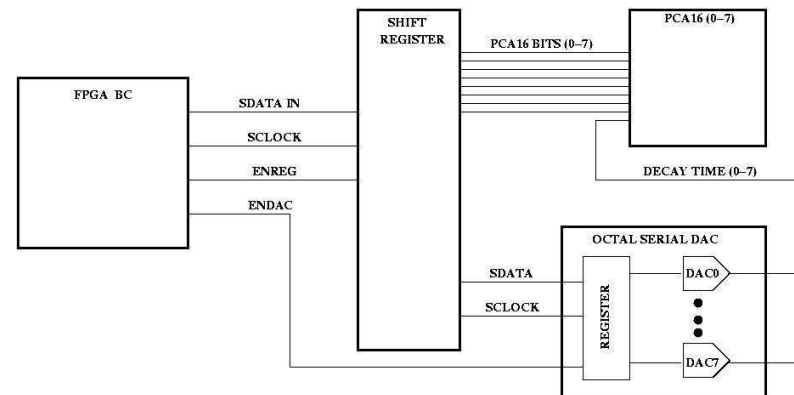 SHIFT
REGISTER
PCA16 (0–7)
PCA16 BITS (0–7)
FPGA BC
SDATA IN
SCLOCK
ENREG
ENDAC
DECAY TIME (0–7)
OCTAL SERIAL DAC
SDATA
SCLOCK
REGISTER
DAC0
DAC7